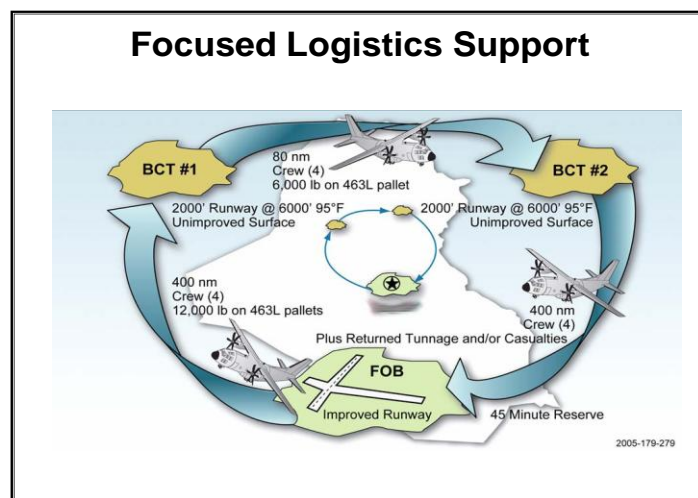 Focused Logistics Support
BCT #1
80 nm
Crew (4)
6,000 lb on 463L pallet
BCT #2
2000' Runway @ 6000' 95°F
Unimproved Surface
2000' Runway @ 6000' 95°F
Unimproved Surface
400 nm
Crew (4)
12,000 lb on 463L pallets
400 nm
Crew (4)
Plus Returned Tunnage and/or Casualties
FOB
Improved Runway
45 Minute Reserve
2005-179-279